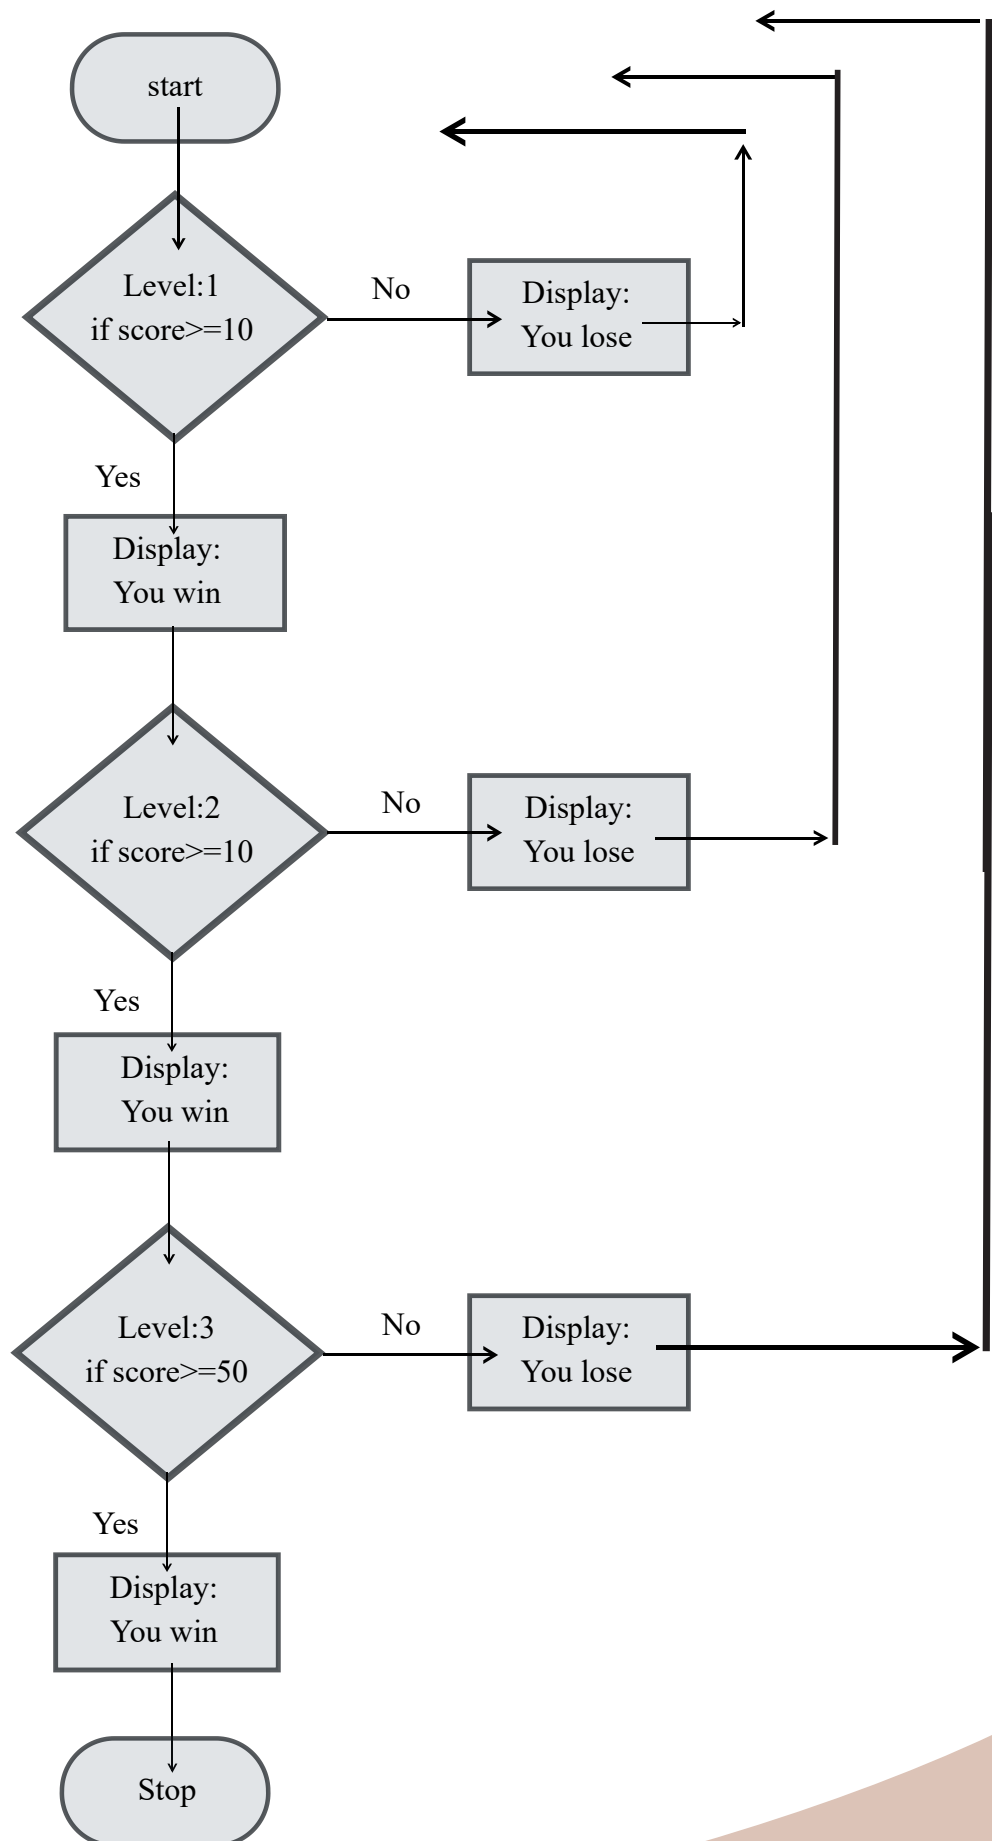 start
Level:1
if score>=10
No
Display:
You lose
Yes
Display:
You win
Level:2
if score>=10
No
Display:
You lose
Yes
Display:
You win
Level:3
if score>=50
No
Display:
You lose
Yes
Display:
You win
Stop